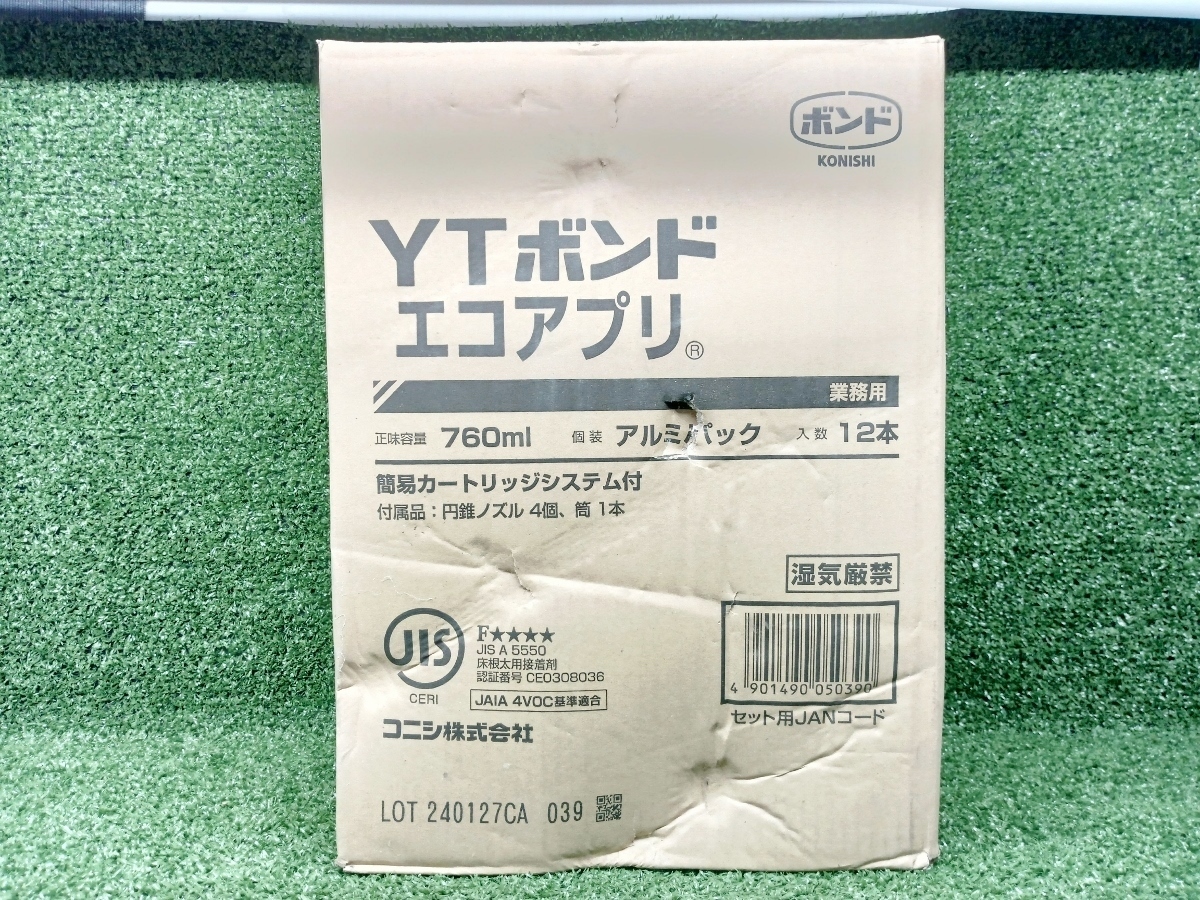 ボンド
KONISHI
YTボンド
エコアプリ®
業務用
正味容量 760ml 個装 アルミパック 入数 12本
簡易カートリッジシステム付
付属品:円錐ノズル 4個、筒 1本
湿気厳禁
JIS
CERI
F★★★★
JIS A 5550
床根太用接着剤
認証番号 CE0308036
JAIA 4VOC基準適合
コニシ株式会社
4 901490 050390
セット用JANコード
LOT 240127CA 039